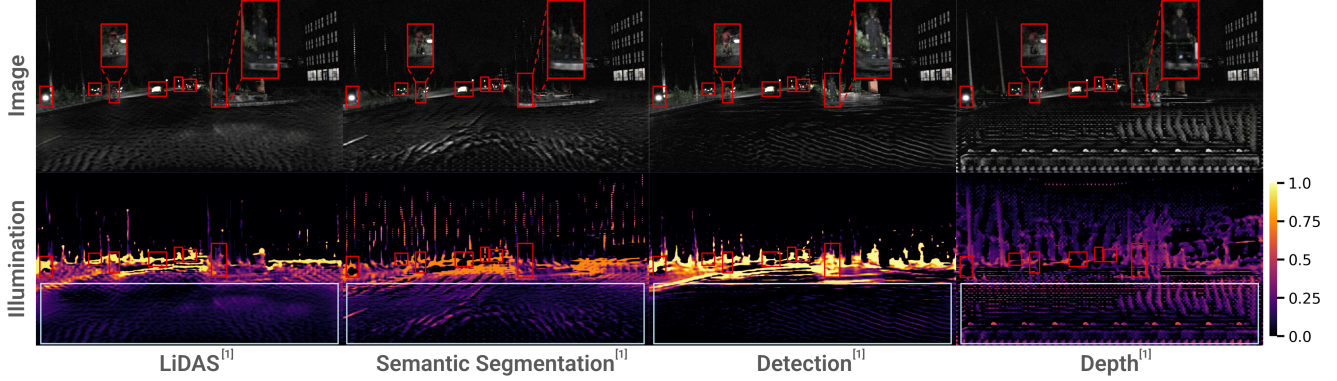 Image
Illumination
1.0
0.75
0.5
0.25
0.0
LiDAS[1]
Semantic Segmentation[1]
Detection[1]
Depth[1]